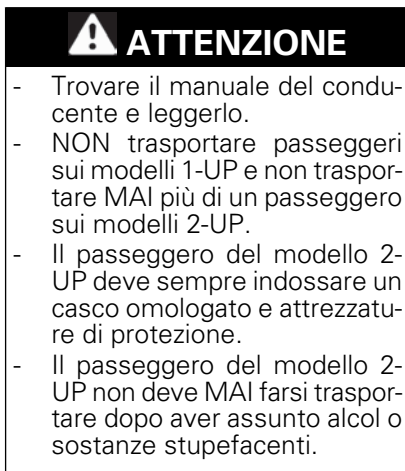 ATTENZIONE
- Trovare il manuale del condu-
cente e leggerlo.
- NON trasportare passeggeri
sui modelli 1-UP e non traspor-
tare MAI più di un passeggero
sui modelli 2-UP.
- Il passeggero del modello 2-
UP deve sempre indossare un
casco omologato e attrezzatu-
re di protezione.
- Il passeggero del modello 2-
UP non deve MAI farsi traspor-
tare dopo aver assunto alcol o
sostanze stupefacenti.